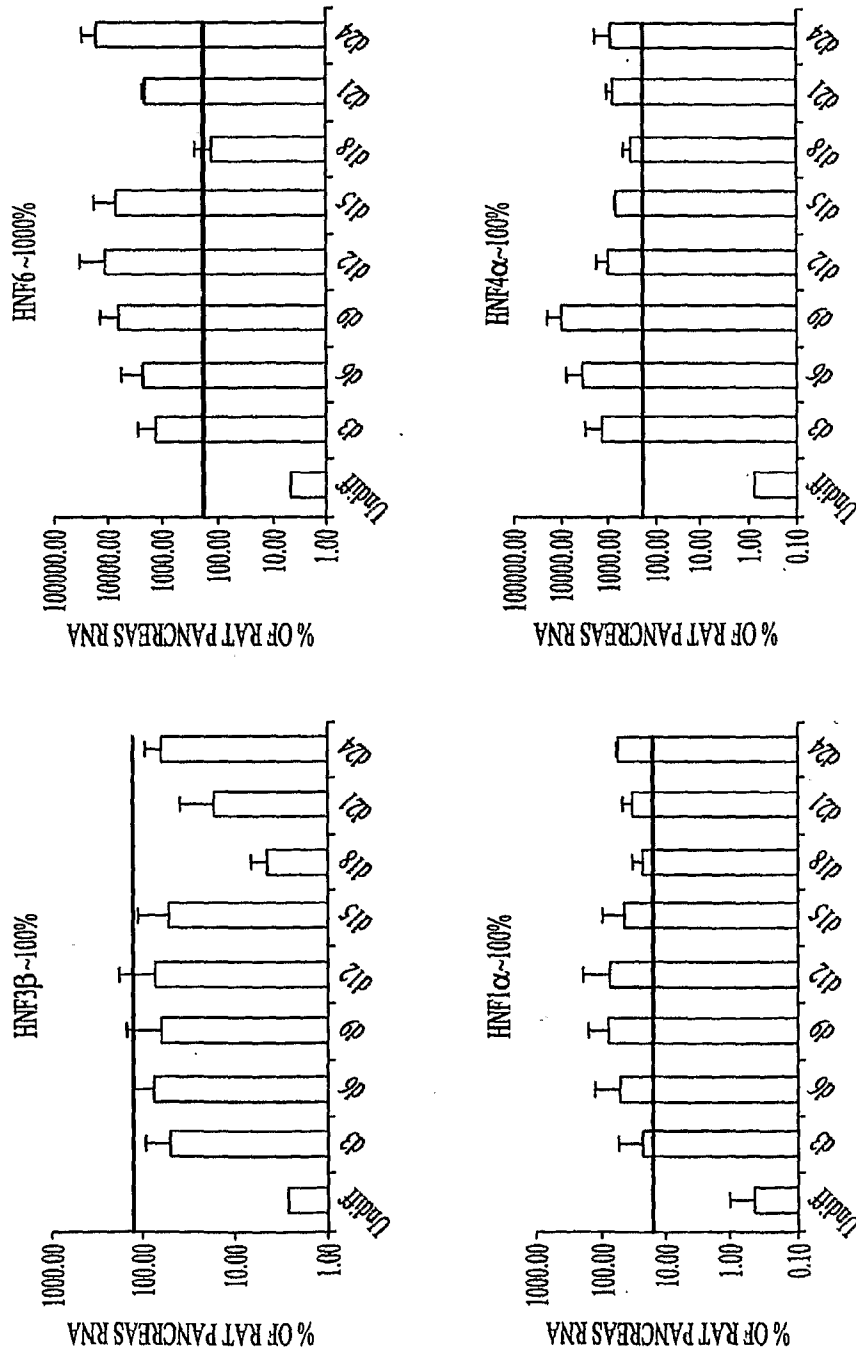 HNF3β~100%
% OF RAT PANCREAS RNA
1000.00
100.00
10.00
1.00
Undiff
d3
d6
d9
d12
d15
d18
d21
d24
HNF6 ~1000%
% OF RAT PANCREAS RNA
100000.00
10000.00
1000.00
100.00
10.00
1.00
Undiff
d3
d6
d9
d12
d15
d18
d21
d24
HNF1α~100%
% OF RAT PANCREAS RNA
1000.00
100.00
10.00
1.00
0.10
Undiff
d3
d6
d9
d12
d15
d18
d21
d24
HNF4α~100%
% OF RAT PANCREAS RNA
100000.00
10000.00
1000.00
100.00
10.00
1.00
0.10
Undiff
d3
d6
d9
d12
d15
d18
d21
d24